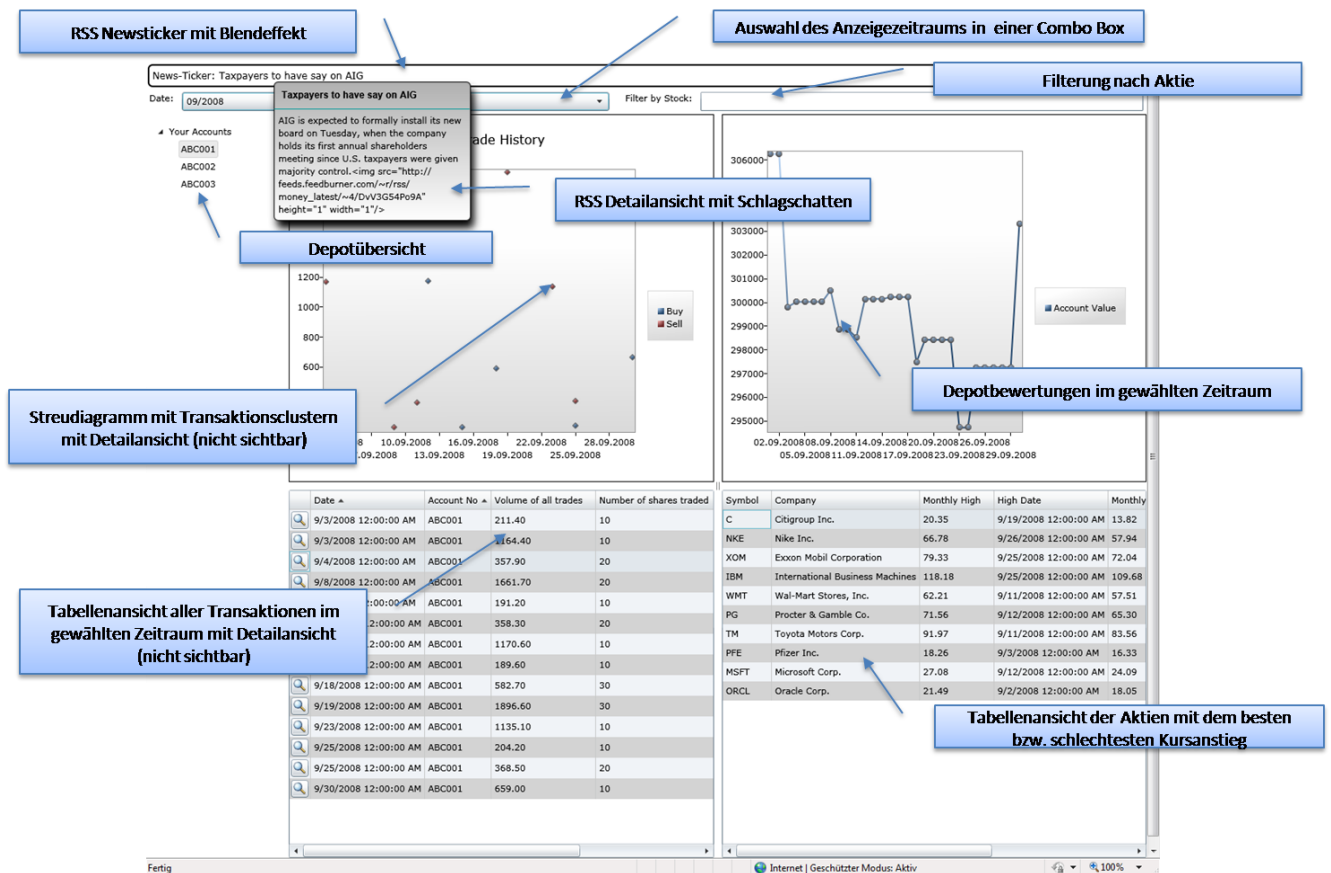 RSS Newsticker mit Blendeffekt
Auswahl des Anzeigezeitraums in einer Combo Box
Filterung nach Aktie
News-Ticker: Taxpayers to have say on AIG
Date:
09/2008
Filter by Stock:
Taxpayers to have say on AIG
AIG is expected to formally install its new
board on Tuesday, when the company
holds its first annual shareholders
meeting since U.S. taxpayers were given
majority control.<img src="http://
feeds.feedburner.com/~r/rss/
money_latest/~4/DvV3G54Po9A"
height="1" width="1"/>
Your Accounts
ABC001
ABC002
ABC003
ade History
RSS Detailansicht mit Schlagschatten
Depotübersicht
1200
1000
800
600
Buy
Sell
10.09.2008 16.09.2008 22.09.2008 28.09.2008
.09.2008 13.09.2008 19.09.2008 25.09.2008
306000
303000
302000
301000
300000
299000
298000
297000
296000
295000
Account Value
02.09.2008 08.09.2008 14.09.2008 20.09.2008 26.09.2008
05.09.2008 11.09.2008 17.09.2008 23.09.2008 29.09.2008
Depotbewertungen im gewählten Zeitraum
Streudiagramm mit Transaktionsclustern
mit Detailansicht (nicht sichtbar)
Date Account No Volume of all trades Number of shares traded
9/3/2008 12:00:00 AM ABC001 211.40 10
9/3/2008 12:00:00 AM ABC001 1164.40 10
9/4/2008 12:00:00 AM ABC001 357.90 20
9/8/2008 12:00:00 AM ABC001 1661.70 10
:00:00 AM ABC001 191.20 10
2:00:00 AM ABC001 358.30 20
2:00:00 AM ABC001 1170.60 10
2:00:00 AM ABC001 189.60 10
9/18/2008 12:00:00 AM ABC001 582.70 30
9/19/2008 12:00:00 AM ABC001 1896.60 30
9/23/2008 12:00:00 AM ABC001 1135.10 10
9/25/2008 12:00:00 AM ABC001 204.20 10
9/25/2008 12:00:00 AM ABC001 368.50 20
9/30/2008 12:00:00 AM ABC001 659.00 10
Tabellenansicht aller Transaktionen im
gewählten Zeitraum mit Detailansicht
(nicht sichtbar)
Symbol Company Monthly High High Date Monthly
C Citigroup Inc. 20.35 9/19/2008 12:00:00 AM 13.82
NKE Nike Inc. 66.78 9/26/2008 12:00:00 AM 57.94
XOM Exxon Mobil Corporation 79.33 9/25/2008 12:00:00 AM 72.04
IBM International Business Machines 118.18 9/25/2008 12:00:00 AM 109.68
WMT Wal-Mart Stores, Inc. 62.21 9/11/2008 12:00:00 AM 57.51
PG Procter & Gamble Co. 71.56 9/12/2008 12:00:00 AM 65.30
TM Toyota Motors Corp. 91.97 9/11/2008 12:00:00 AM 83.56
PFE Pfizer Inc. 18.26 9/3/2008 12:00:00 AM 16.33
MSFT Microsoft Corp. 27.08 9/12/2008 12:00:00 AM 24.09
ORCL Oracle Corp. 21.49 9/2/2008 12:00:00 AM 18.05
Tabellenansicht der Aktien mit dem besten
bzw. schlechtesten Kursanstieg
Fertig
Internet | Geschützter Modus: Aktiv
100%